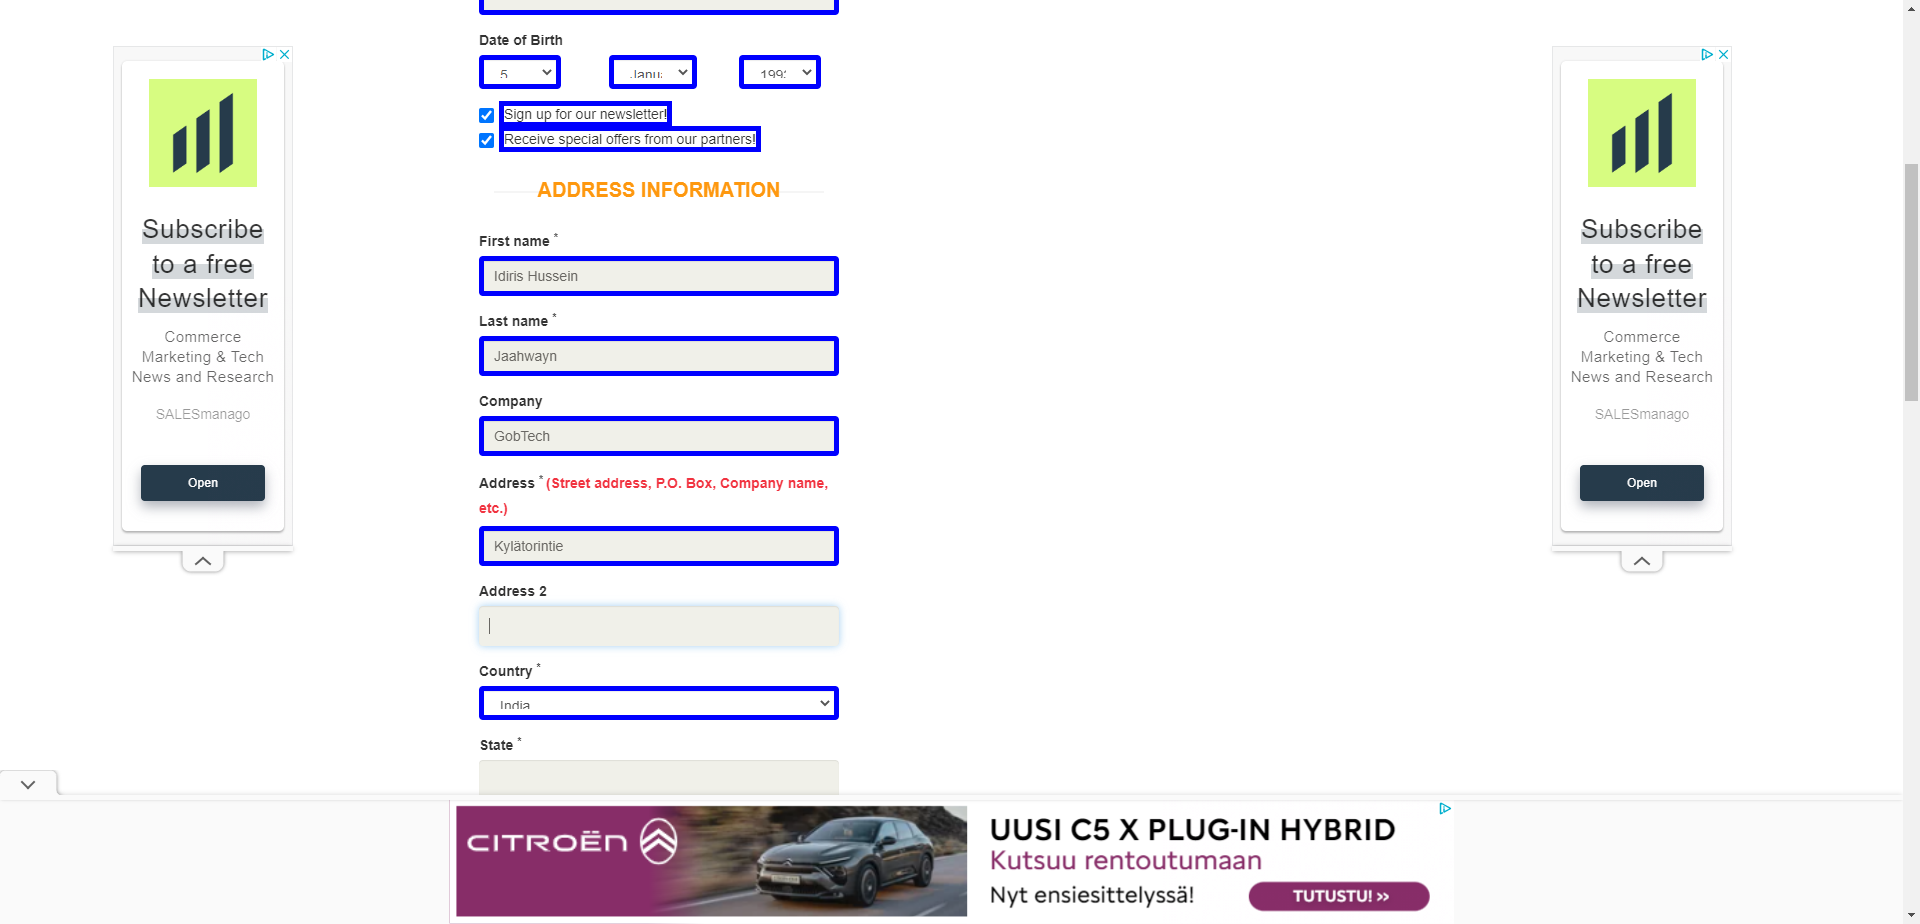 Date of Birth
5
Sign up for our newsletter!
Receive special offers from our partners!
ADDRESS INFORMATION
First name *
Idiris Hussein
Last name *
Jaahwayn
Company
GobTech
Address * (Street address, P.O. Box, Company name,
etc.)
Kylätorintie
Address 2
Country *
India
State *
Subscribe
to a free
Newsletter
Commerce
Marketing & Tech
News and Research
SALESmanago
Open
Subscribe
to a free
Newsletter
Commerce
Marketing & Tech
News and Research
SALESmanago
Open
CITROËN
UUSI C5 X PLUG-IN HYBRID
Kutsuu rentoutumaan
Nyt ensiesittelyssä!
TUTUSTU! »